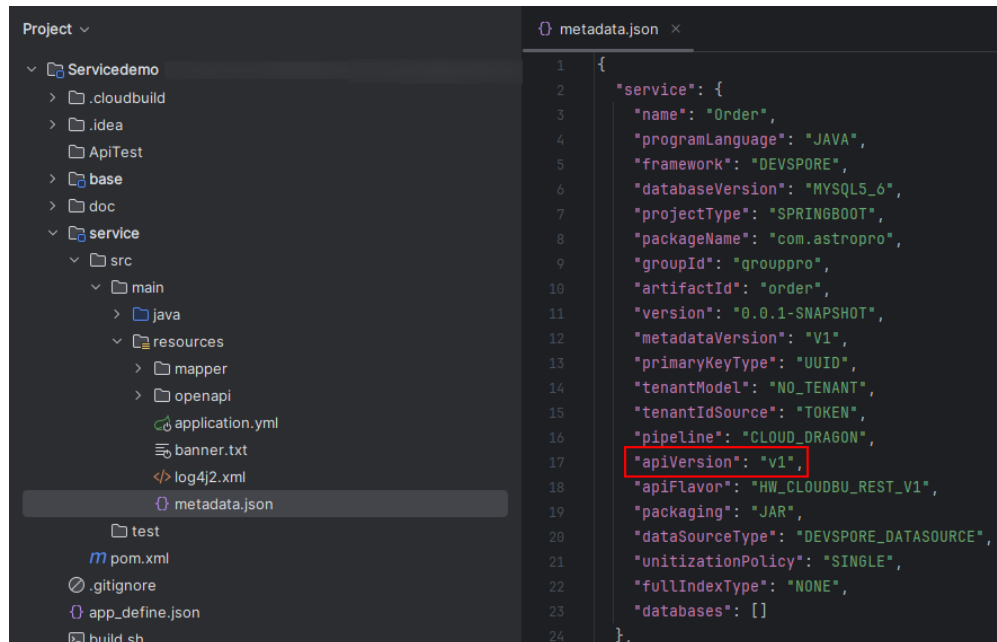 Project
Servicedemo
.cloudbuild
.idea
ApiTest
base
doc
service
src
main
java
resources
mapper
openapi
application.yml
banner.txt
log4j2.xml
metadata.json
test
pom.xml
.gitignore
app_define.json
build.sh
metadata.json
1 {
2 "service": {
3 "name": "Order",
4 "programLanguage": "JAVA",
5 "framework": "DEVSPORE",
6 "databaseVersion": "MYSQL5_6",
7 "projectType": "SPRINGBOOT",
8 "packageName": "com.astropro",
9 "groupId": "grouppro",
10 "artifactId": "order",
11 "version": "0.0.1-SNAPSHOT",
12 "metadataVersion": "V1",
13 "primaryKeyType": "UUID",
14 "tenantModel": "NO_TENANT",
15 "tenantIdSource": "TOKEN",
16 "pipeline": "CLOUD_DRAGON",
17 "apiVersion": "v1",
18 "apiFlavor": "HW_CLOUDBU_REST_V1",
19 "packaging": "JAR",
20 "dataSourceType": "DEVSPORE_DATASOURCE",
21 "unitizationPolicy": "SINGLE",
22 "fullIndexType": "NONE",
23 "databases": []
24 },